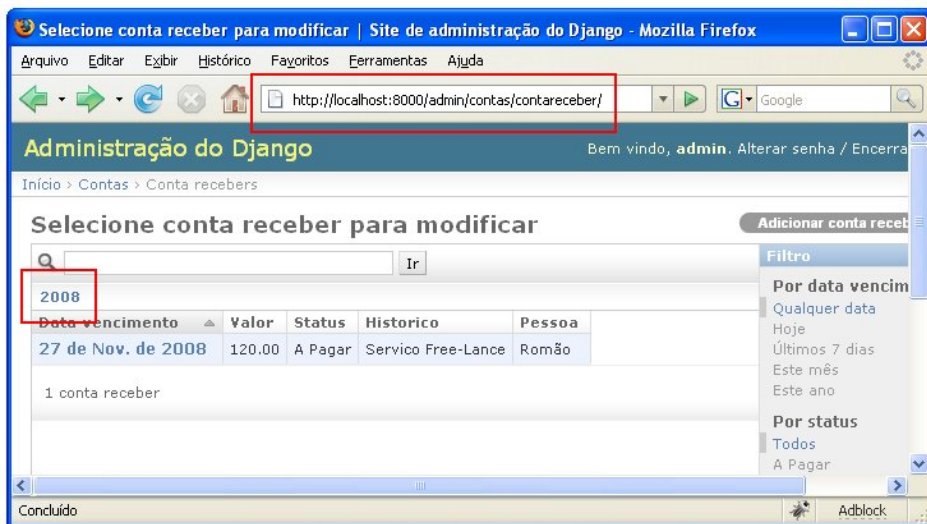 Selecione conta receber para modificar | Site de administração do Django - Mozilla Firefox
Arquivo Editar Exibir Histórico Favoritos Ferramentas Ajuda
http://localhost:8000/admin/contas/contareceber/
G Google
Administração do Django
Bem vindo, admin. Alterar senha / Encerra
Início > Contas > Conta recebers
Selecione conta receber para modificar
Adicionar conta receb
Ir
2008
Data vencimento Valor Status Historico Pessoa
27 de Nov. de 2008 120.00 A Pagar Servico Free-Lance Romão
1 conta receber
Filtro
Por data vencim
Qualquer data
Hoje
Últimos 7 dias
Este mês
Este ano
Por status
Todos
A Pagar
Concluído
Adblock